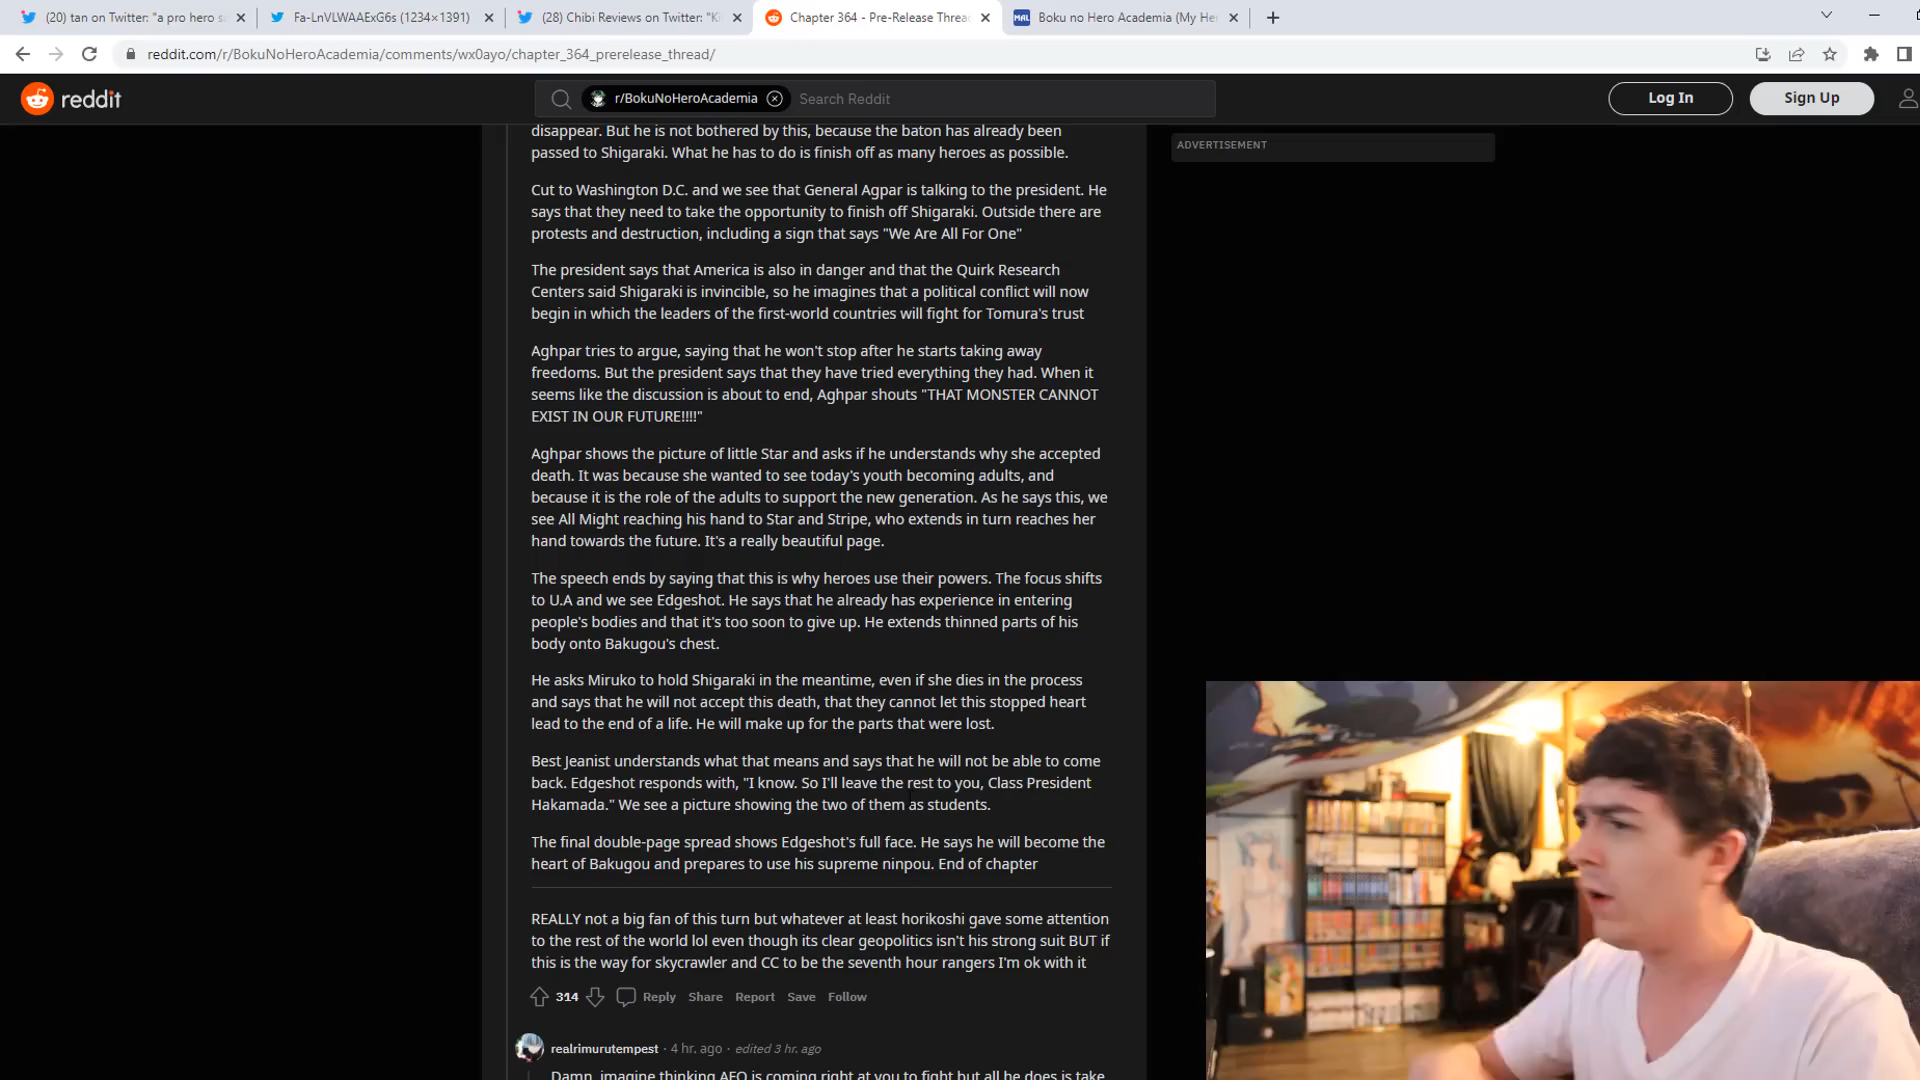 (20) tan on Twitter: "a pro hero s
Fa-LnVLWAAExG6s (1234×1391)
(28) Chibi Reviews on Twitter: "Ki
Chapter 364 - Pre-Release Threa
MAL
Boku no Hero Academia (My He
reddit.com/r/BokuNoHeroAcademia/comments/wx0ayo/chapter_364_prerelease_thread/
reddit
r/BokuNoHeroAcademia
Search Reddit
Log In
Sign Up
ADVERTISEMENT
disappear. But he is not bothered by this, because the baton has already been
passed to Shigaraki. What he has to do is finish off as many heroes as possible.
Cut to Washington D.C. and we see that General Agpar is talking to the president. He
says that they need to take the opportunity to finish off Shigaraki. Outside there are
protests and destruction, including a sign that says "We Are All For One"
The president says that America is also in danger and that the Quirk Research
Centers said Shigaraki is invincible, so he imagines that a political conflict will now
begin in which the leaders of the first-world countries will fight for Tomura's trust
Aghpar tries to argue, saying that he won't stop after he starts taking away
freedoms. But the president says that they have tried everything they had. When it
seems like the discussion is about to end, Aghpar shouts "THAT MONSTER CANNOT
EXIST IN OUR FUTURE!!!!"
Aghpar shows the picture of little Star and asks if he understands why she accepted
death. It was because she wanted to see today's youth becoming adults, and
because it is the role of the adults to support the new generation. As he says this, we
see All Might reaching his hand to Star and Stripe, who extends in turn reaches her
hand towards the future. It's a really beautiful page.
The speech ends by saying that this is why heroes use their powers. The focus shifts
to U.A and we see Edgeshot. He says that he already has experience in entering
people's bodies and that it's too soon to give up. He extends thinned parts of his
body onto Bakugou's chest.
He asks Miruko to hold Shigaraki in the meantime, even if she dies in the process
and says that he will not accept this death, that they cannot let this stopped heart
lead to the end of a life. He will make up for the parts that were lost.
Best Jeanist understands what that means and says that he will not be able to come
back. Edgeshot responds with, "I know. So I'll leave the rest to you, Class President
Hakamada." We see a picture showing the two of them as students.
The final double-page spread shows Edgeshot's full face. He says he will become the
heart of Bakugou and prepares to use his supreme ninpou. End of chapter
REALLY not a big fan of this turn but whatever at least horikoshi gave some attention
to the rest of the world lol even though its clear geopolitics isn't his strong suit BUT if
this is the way for skycrawler and CC to be the seventh hour rangers I'm ok with it
314
Reply
Share
Report
Save
Follow
realrimurutempest · 4 hr. ago · edited 3 hr. ago
Damn, imagine thinking AFO is coming right at you to fight but all he does is take